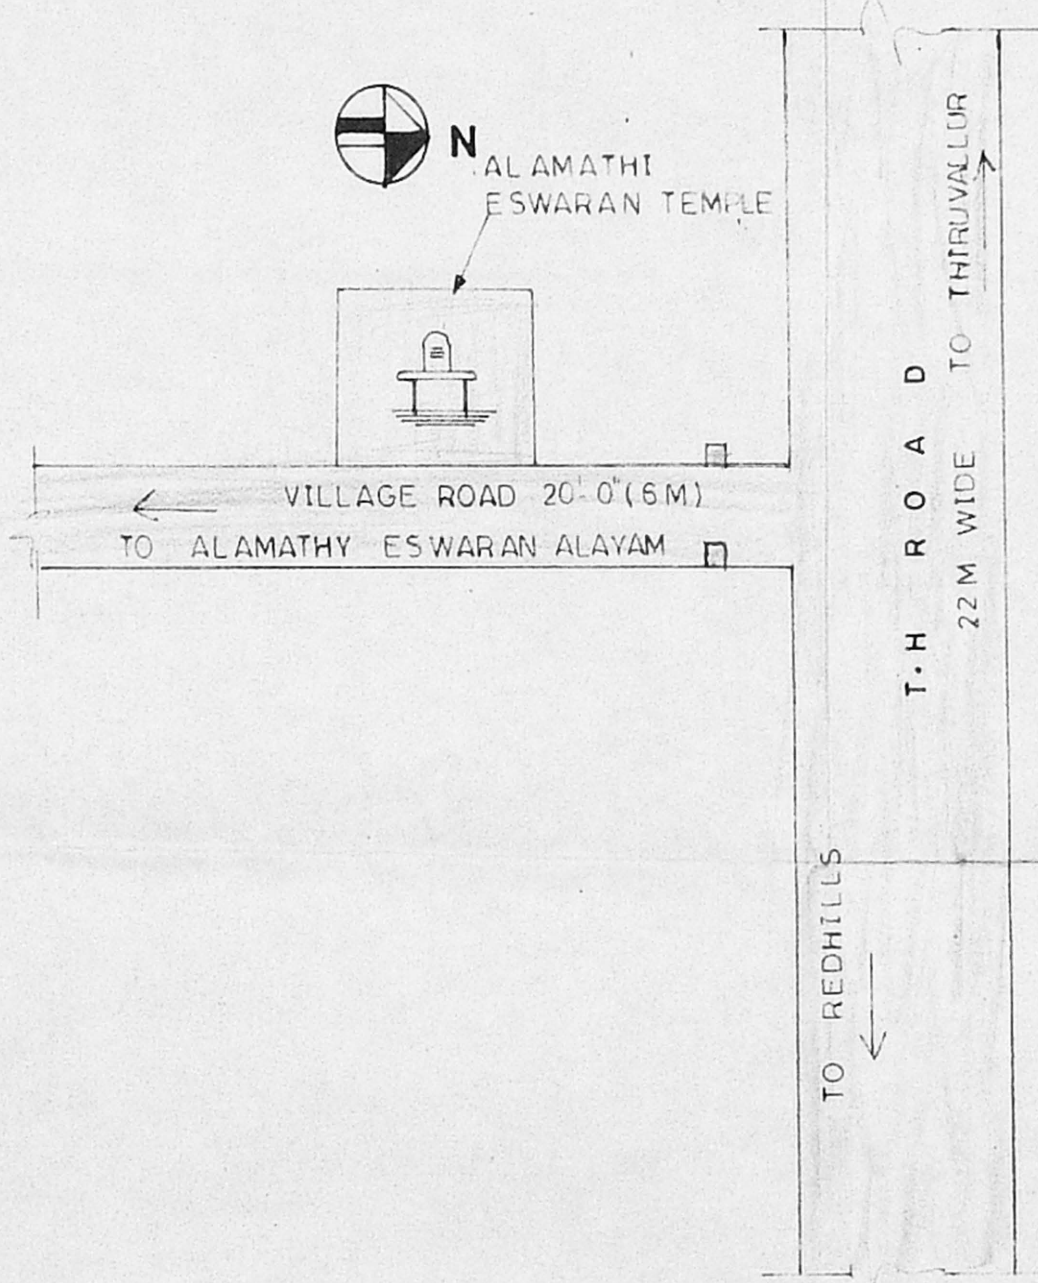 N
ALAMATHI
ESWARAN TEMPLE
VILLAGE ROAD 20'-0"(6M)
TO ALAMATHY ESWARAN ALAYAM
T.H ROAD
22M WIDE TO THIRUVALLUR
TO REDHILLS